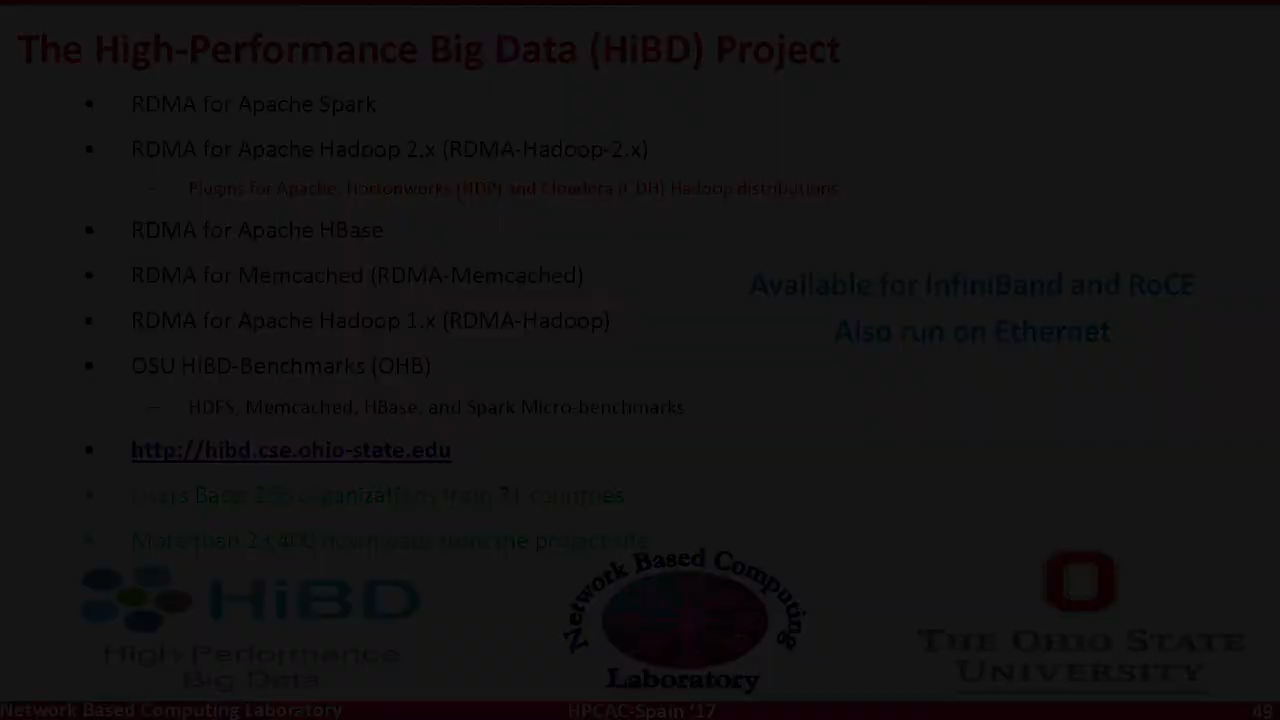 The High-Performance Big Data (HiBD) Project
• RDMA for Apache Spark
• RDMA for Apache Hadoop 2.x (RDMA-Hadoop-2.x)
– Plugins for Apache, Hortonworks (HDP) and Cloudera (CDH) Hadoop distributions
• RDMA for Apache HBase
• RDMA for Memcached (RDMA-Memcached)
• RDMA for Apache Hadoop 1.x (RDMA-Hadoop)
• OSU HiBD-Benchmarks (OHB)
– HDFS, Memcached, HBase, and Spark Micro-benchmarks
• http://hibd.cse.ohio-state.edu
• Users Base: organizations from countries
• More than downloads from the project site
Available for InfiniBand and RoCE
Also run on Ethernet
HiBD
High-Performance
Big Data
Network Based Computing
Laboratory
THE OHIO STATE
UNIVERSITY
Network Based Computing Laboratory
HPCAC-Spain '17
49